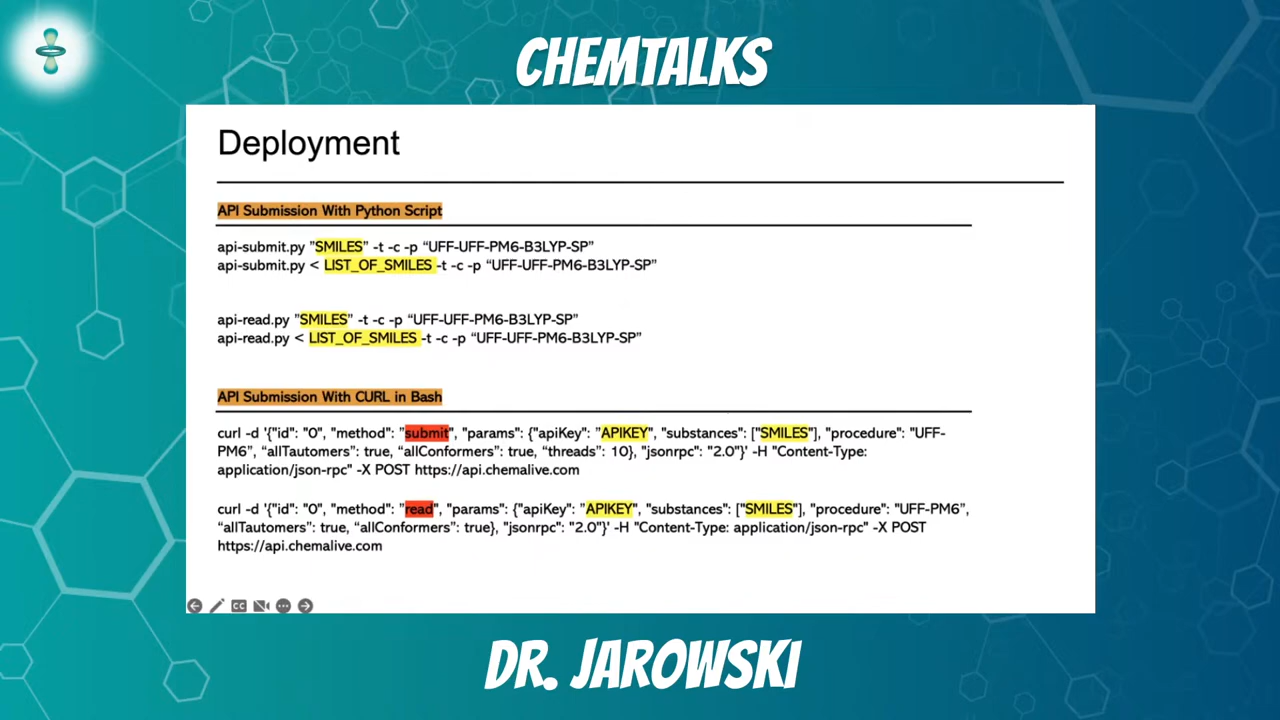 CHEMTALKS
Deployment
API Submission With Python Script
api-submit.py ”SMILES” -t -c -p “UFF-UFF-PM6-B3LYP-SP”
api-submit.py < LIST_OF_SMILES -t -c -p “UFF-UFF-PM6-B3LYP-SP”
api-read.py ”SMILES” -t -c -p “UFF-UFF-PM6-B3LYP-SP”
api-read.py < LIST_OF_SMILES -t -c -p “UFF-UFF-PM6-B3LYP-SP”
API Submission With CURL in Bash
curl -d '{"id": "0", "method": ”submit", "params": {"apiKey": ”APIKEY", "substances": ["SMILES"], "procedure": "UFF-
PM6”, “allTautomers”: true, “allConformers”: true, “threads”: 10}, "jsonrpc": "2.0"}' -H "Content-Type:
application/json-rpc" -X POST https://api.chemalive.com
curl -d '{"id": "0", "method": ”read", "params": {"apiKey": ”APIKEY", "substances": ["SMILES"], "procedure": "UFF-PM6”,
“allTautomers”: true, “allConformers”: true}, "jsonrpc": "2.0"}' -H "Content-Type: application/json-rpc" -X POST
https://api.chemalive.com
CC
DR. JAROWSKI